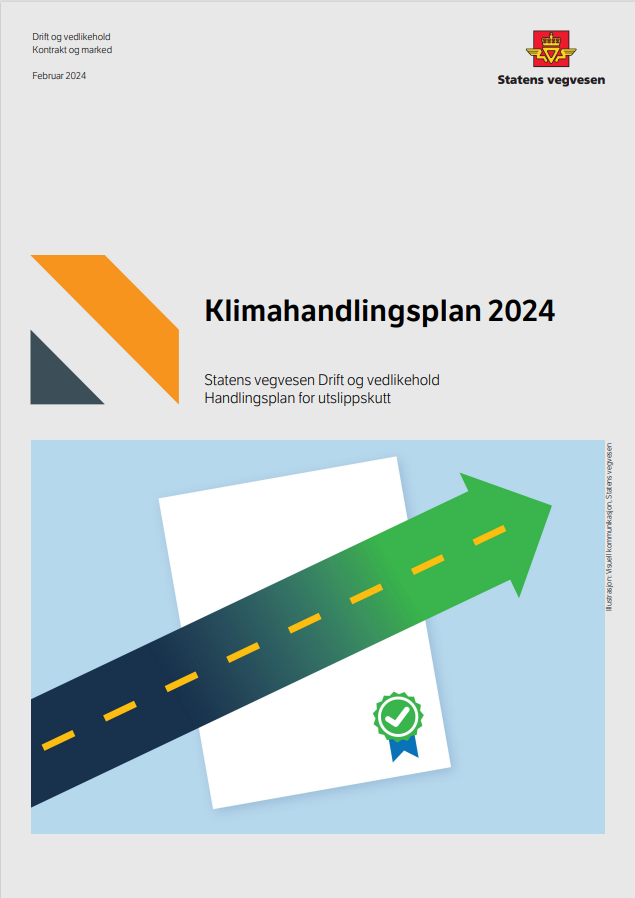 Drift og vedlikehold
Kontrakt og marked
Februar 2024
Statens vegvesen
Klimahandlingsplan 2024
Statens vegvesen Drift og vedlikehold
Handlingsplan for utslippskutt
Illustrasjon: Visuell kommunikasjon, Statens vegvesen